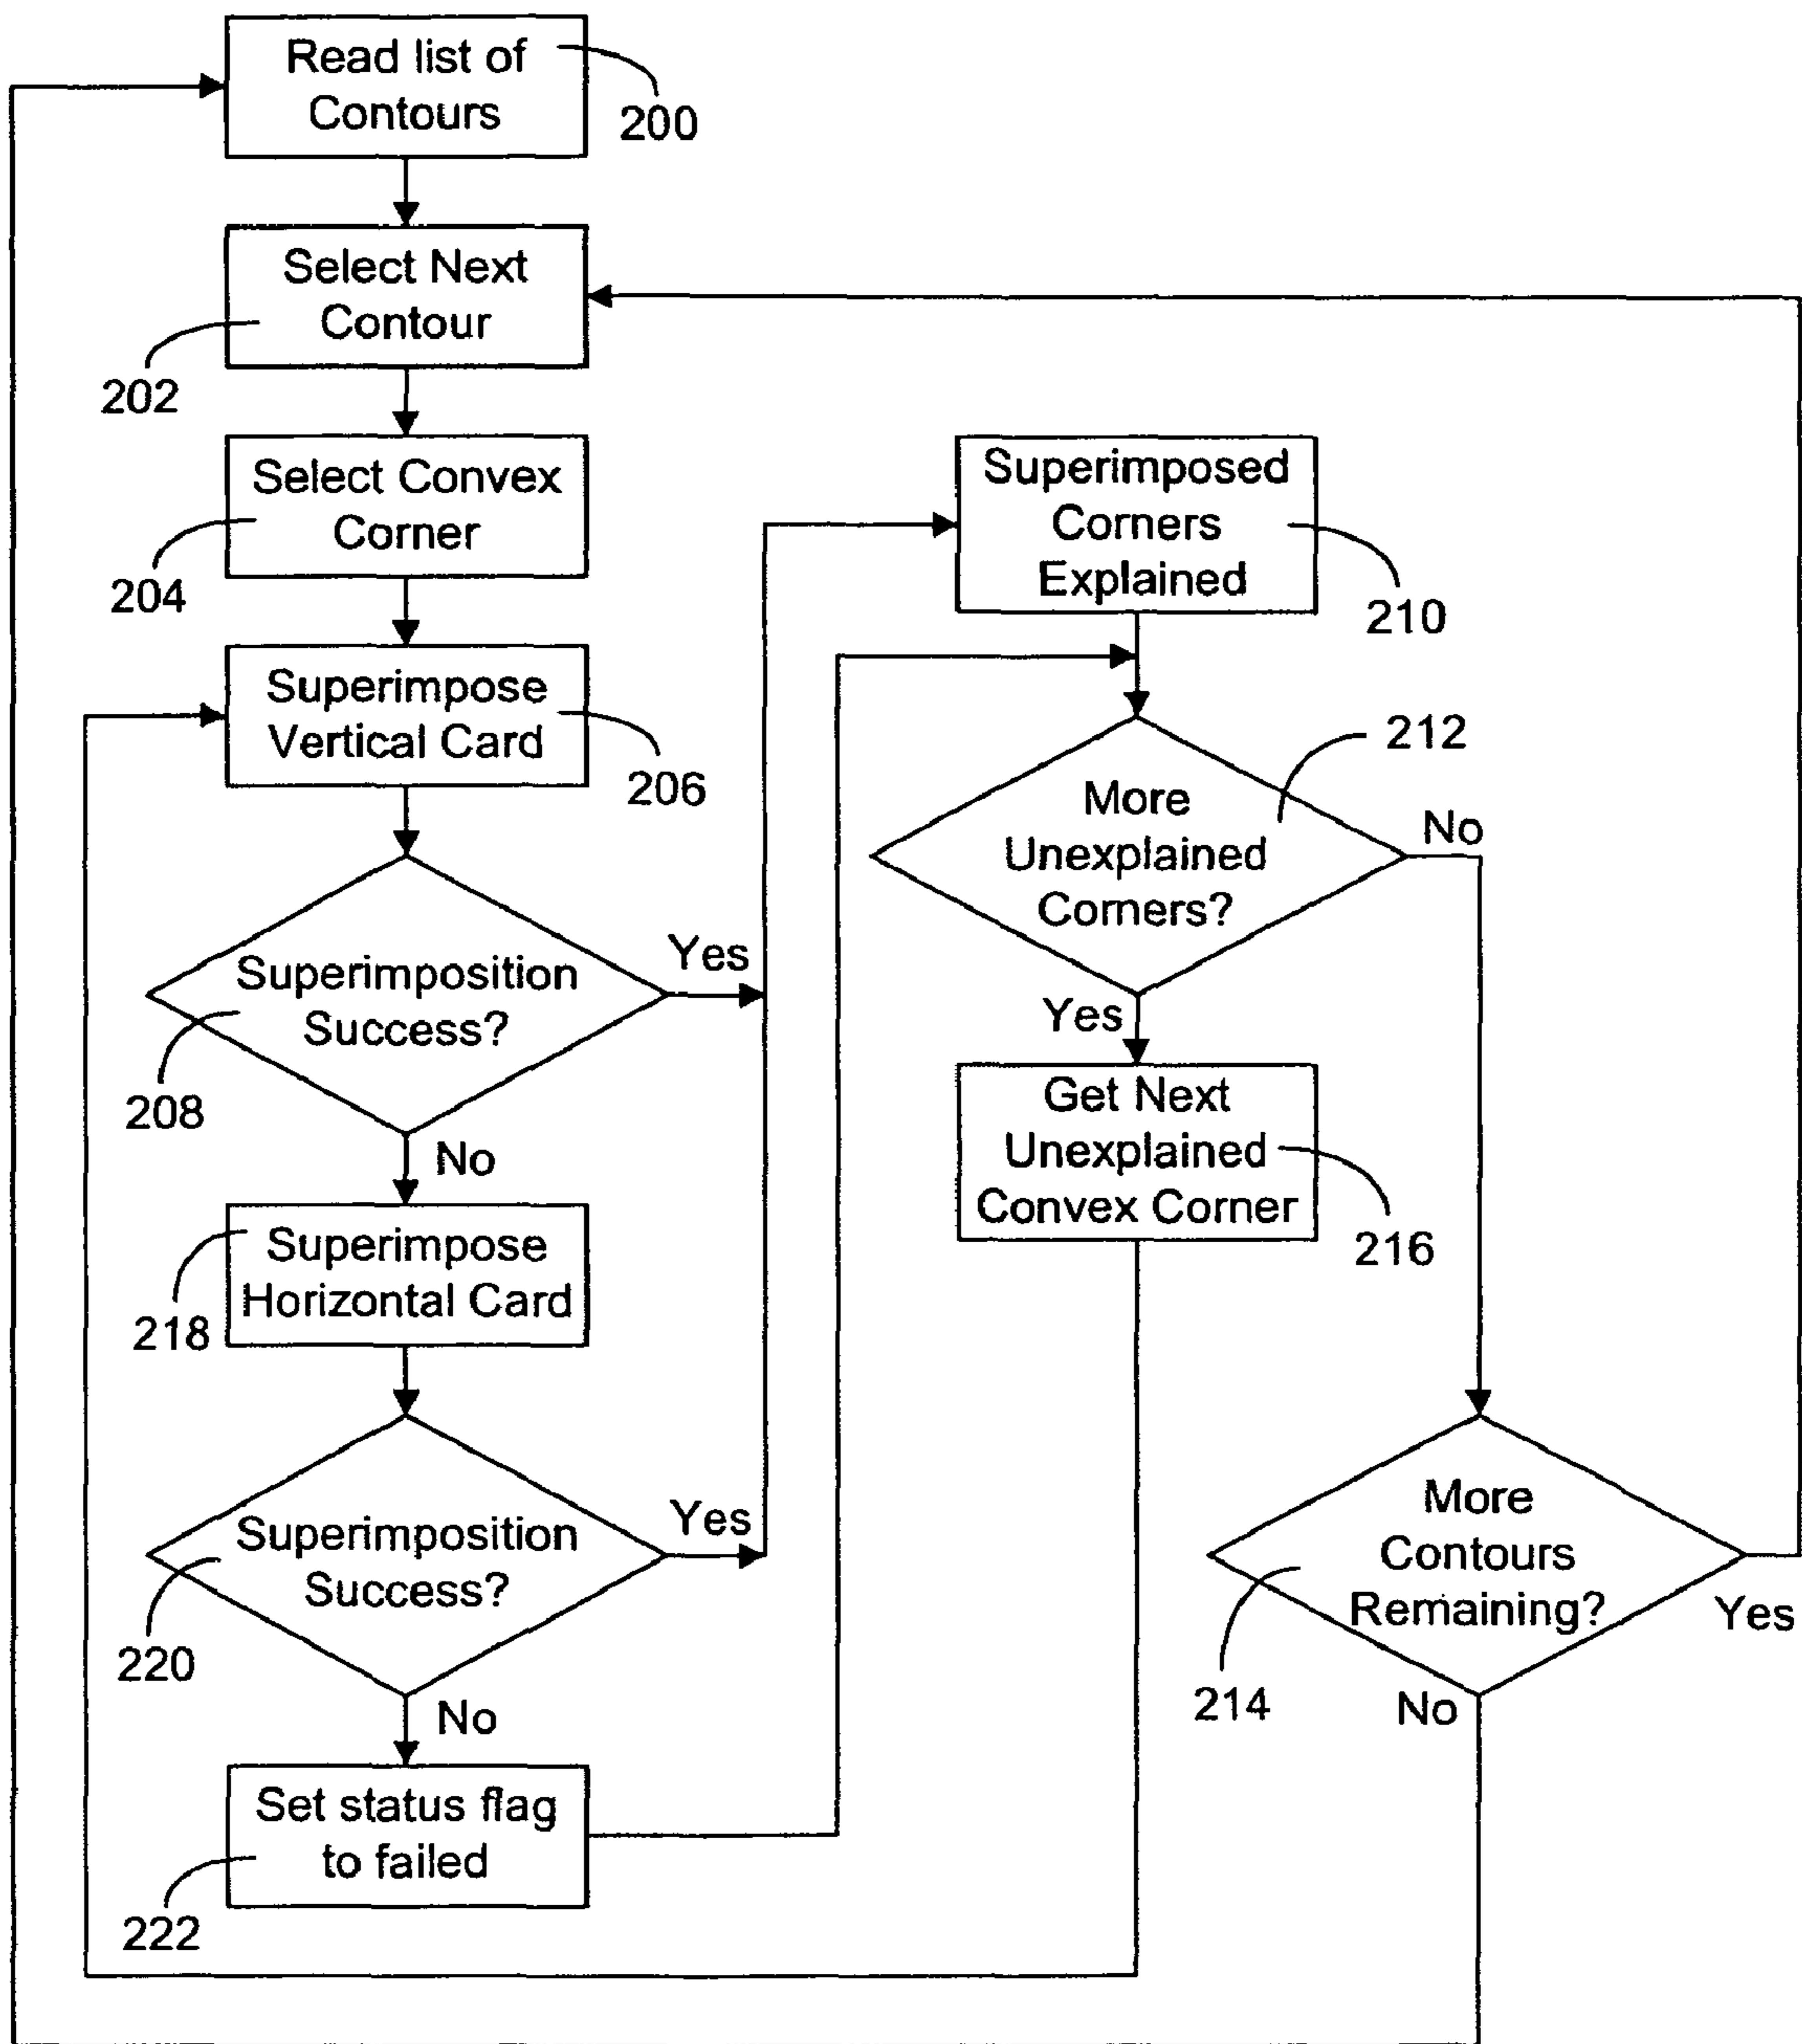 Read list of
Contours
200
Select Next
Contour
202
Select Convex
Corner
204
Superimpose
Vertical Card
206
Superimposition
Success?
208
Yes
No
Superimpose
Horizontal Card
218
Superimposition
Success?
220
Yes
No
Set status flag
to failed
222
Superimposed
Corners
Explained
210
More
Unexplained
Corners?
212
No
Yes
Get Next
Unexplained
Convex Corner
216
More
Contours
Remaining?
214
Yes
No